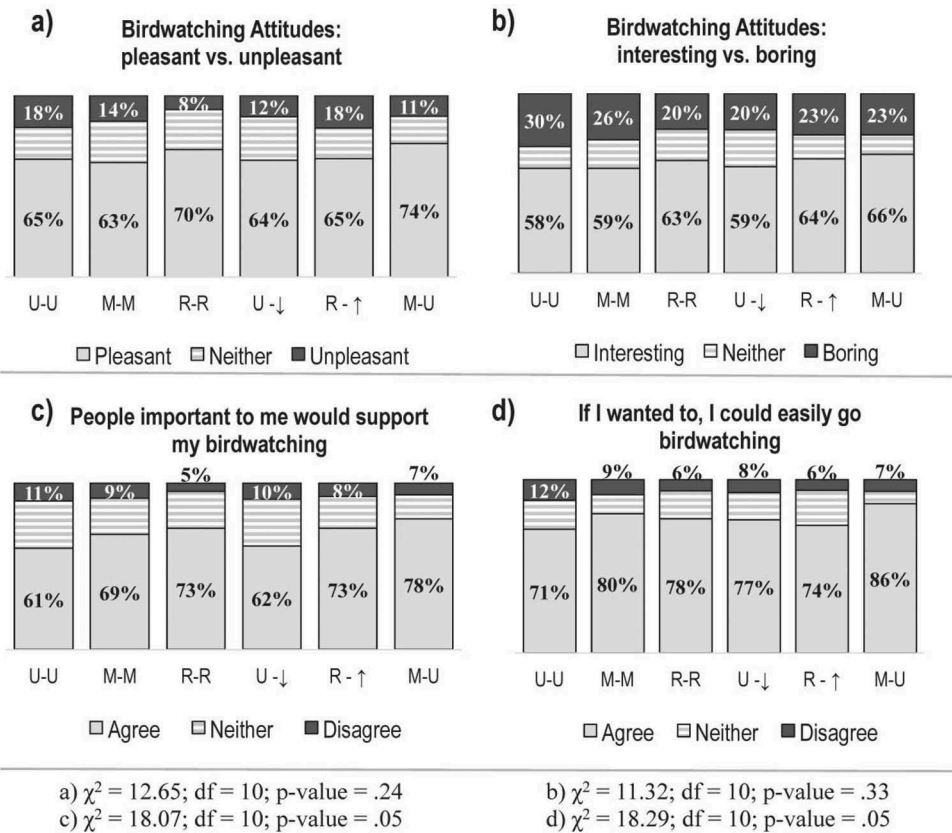 a) Birdwatching Attitudes:
pleasant vs. unpleasant
18% 14% 8% 12% 18% 11%
65% 63% 70% 64% 65% 74%
U-U M-M R-R U -↓ R - ↑ M-U
Pleasant Neither Unpleasant
b) Birdwatching Attitudes:
interesting vs. boring
30% 26% 20% 20% 23% 23%
58% 59% 63% 59% 64% 66%
U-U M-M R-R U -↓ R - ↑ M-U
Interesting Neither Boring
c) People important to me would support
my birdwatching
11% 9% 5% 10% 8% 7%
61% 69% 73% 62% 73% 78%
U-U M-M R-R U -↓ R - ↑ M-U
Agree Neither Disagree
d) If I wanted to, I could easily go
birdwatching
12% 9% 6% 8% 6% 7%
71% 80% 78% 77% 74% 86%
U-U M-M R-R U -↓ R - ↑ M-U
Agree Neither Disagree
a) χ² = 12.65; df = 10; p-value = .24
b) χ² = 11.32; df = 10; p-value = .33
c) χ² = 18.07; df = 10; p-value = .05
d) χ² = 18.29; df = 10; p-value = .05